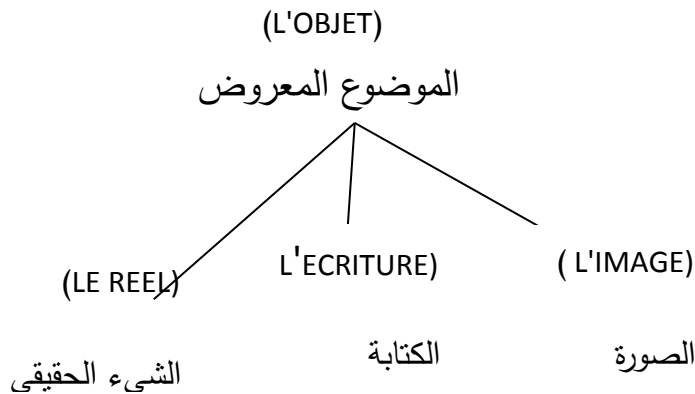 (L'OBJET)
الموضوع المعروض
(LE REEL)
L'ECRITURE)
( L'IMAGE)
الشيء الحقيقي
الكتابة
الصورة